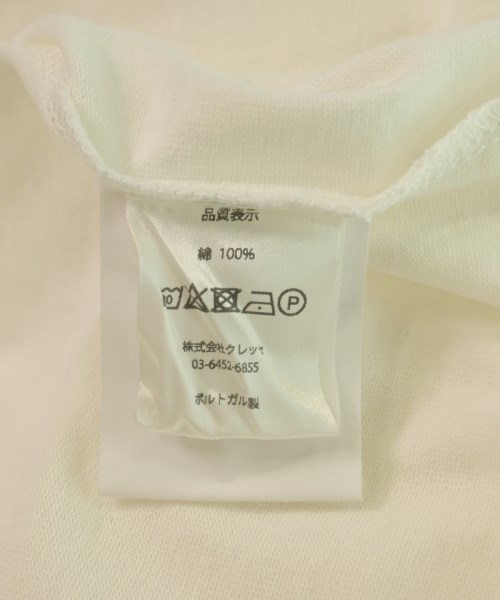 品質表示
綿 100%
P
株式会社クレッセ
03-6452-6855
ポルトガル製